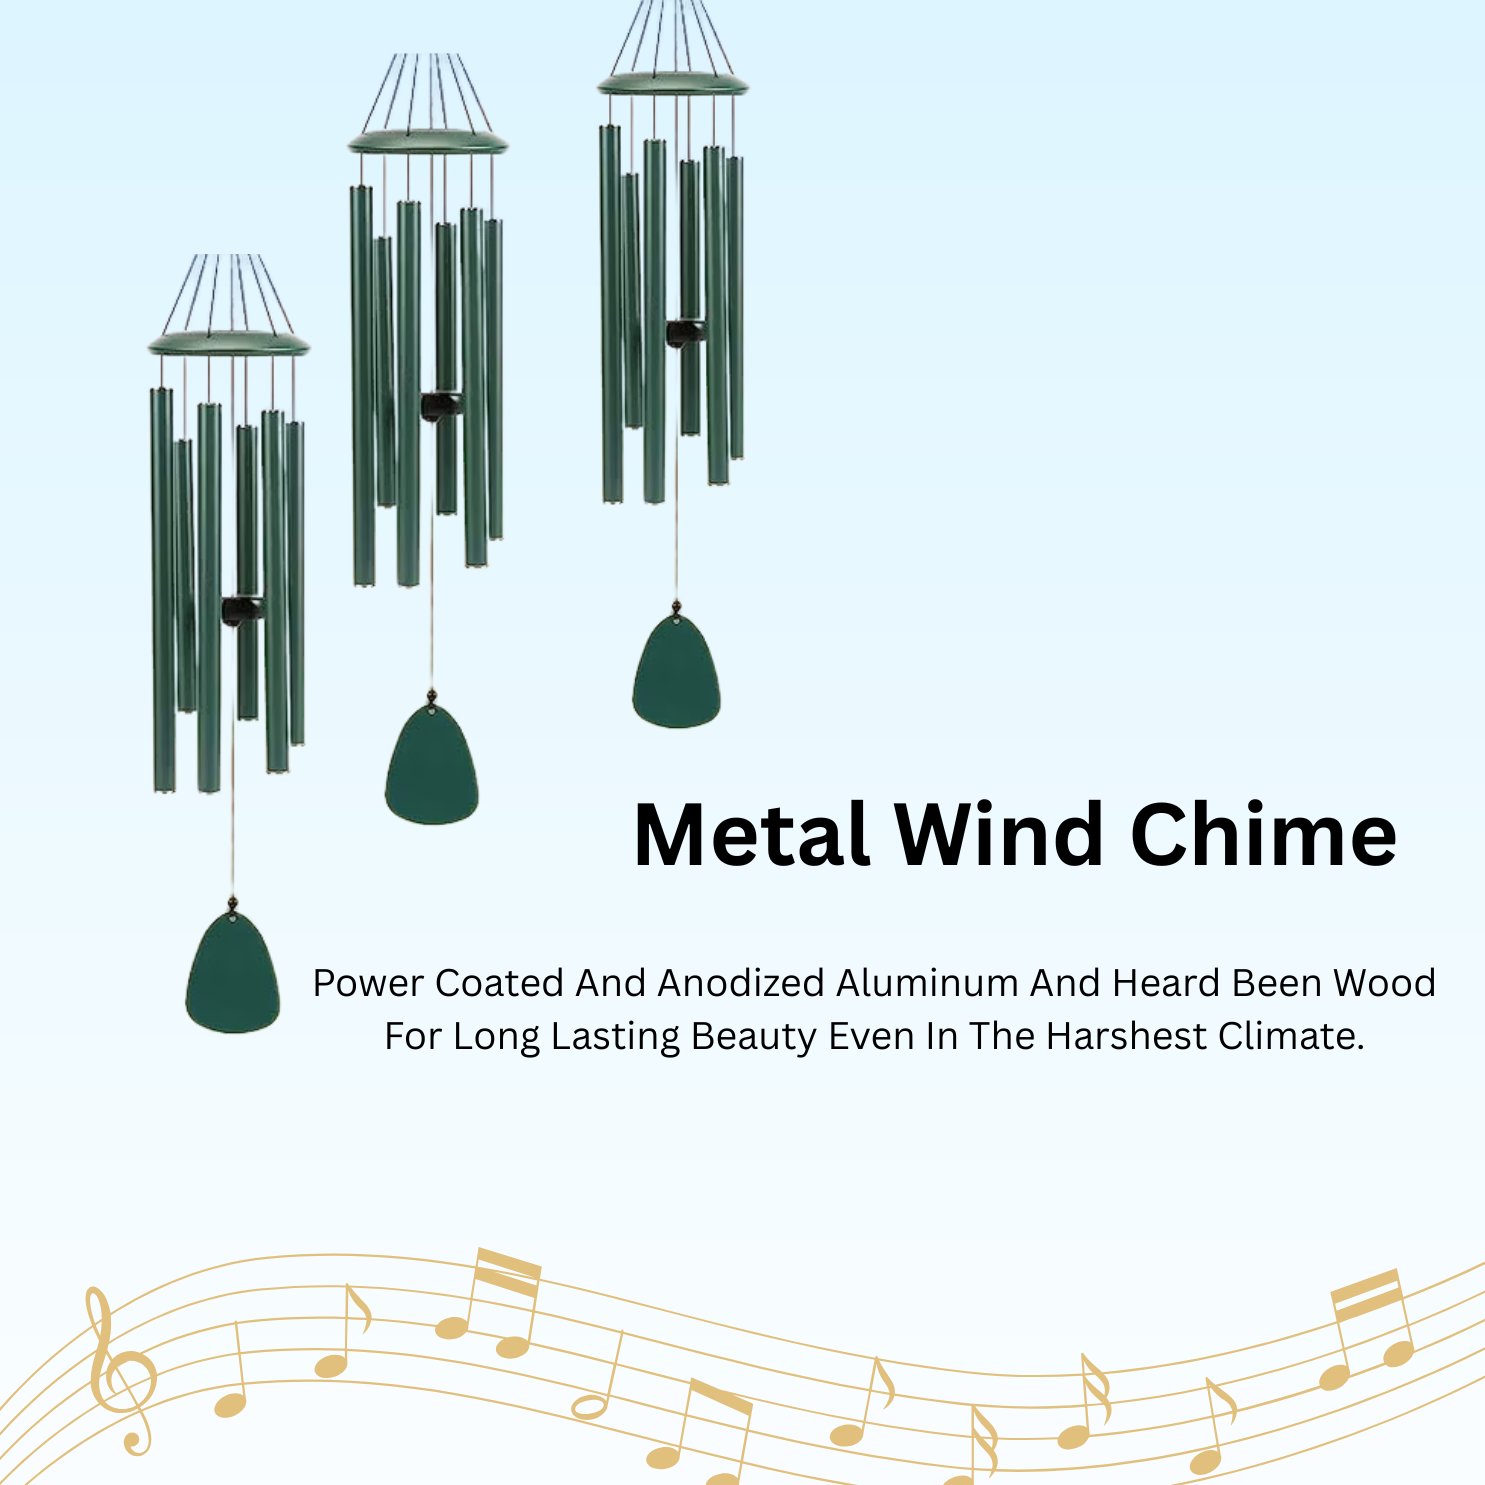 Metal Wind Chime
Power Coated And Anodized Aluminum And Heard Been Wood
For Long Lasting Beauty Even In The Harshest Climate.